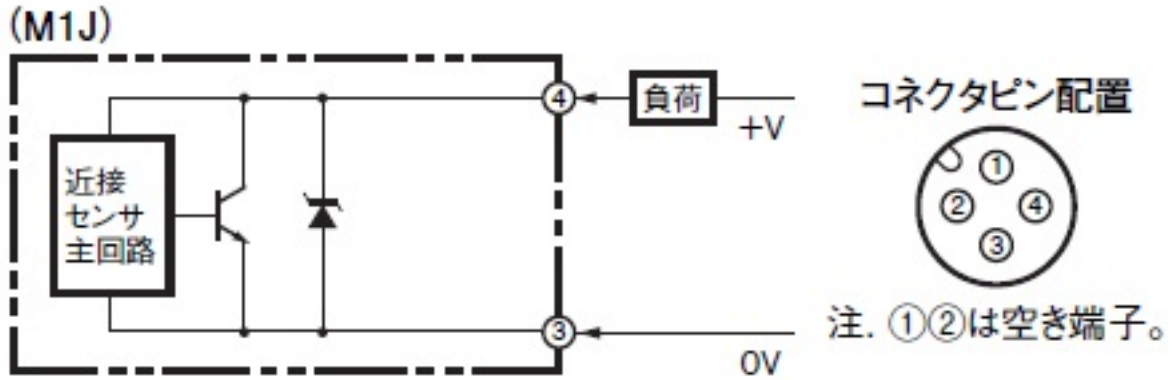 (M1J)
近接
センサ
主回路
④
負荷
+V
③
0V
コネクタピン配置
①
②
④
③
注. ①②は空き端子。